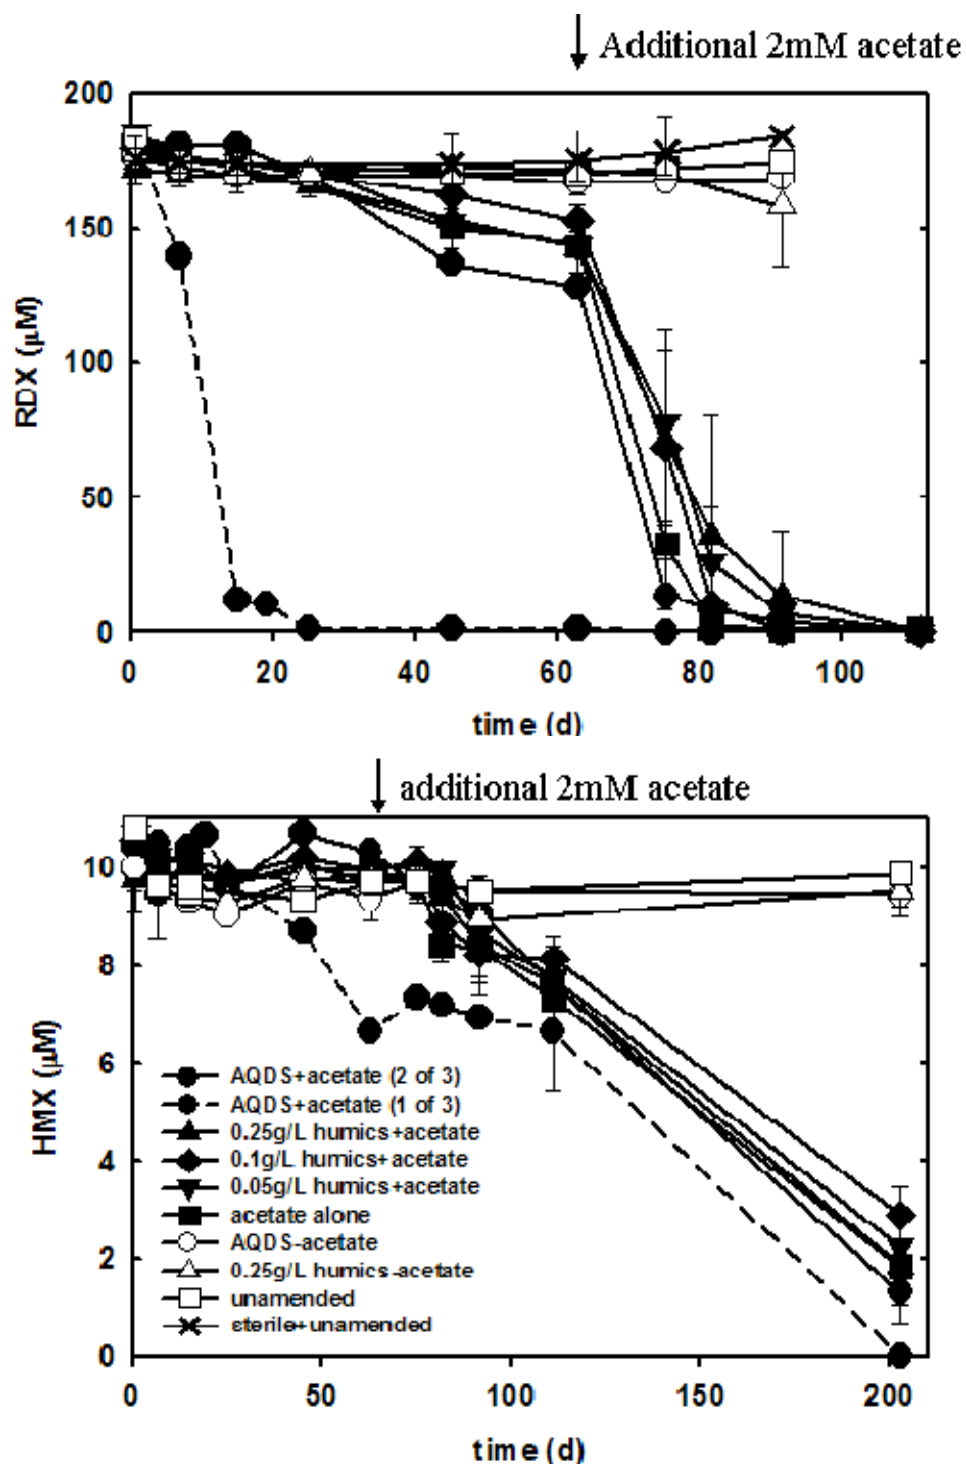 Additional 2mM acetate
200
150
100
50
0
RDX (μM)
0 20 40 60 80 100
time (d)
additional 2mM acetate
10
8
6
4
2
0
HMX (μM)
AQDS+acetate (2 of 3)
AQDS+acetate (1 of 3)
0.25g/L humics+acetate
0.1g/L humics+acetate
0.05g/L humics+acetate
acetate alone
AQDS-acetate
0.25g/L humics-acetate
unamended
sterile+unamended
0 50 100 150 200
time (d)